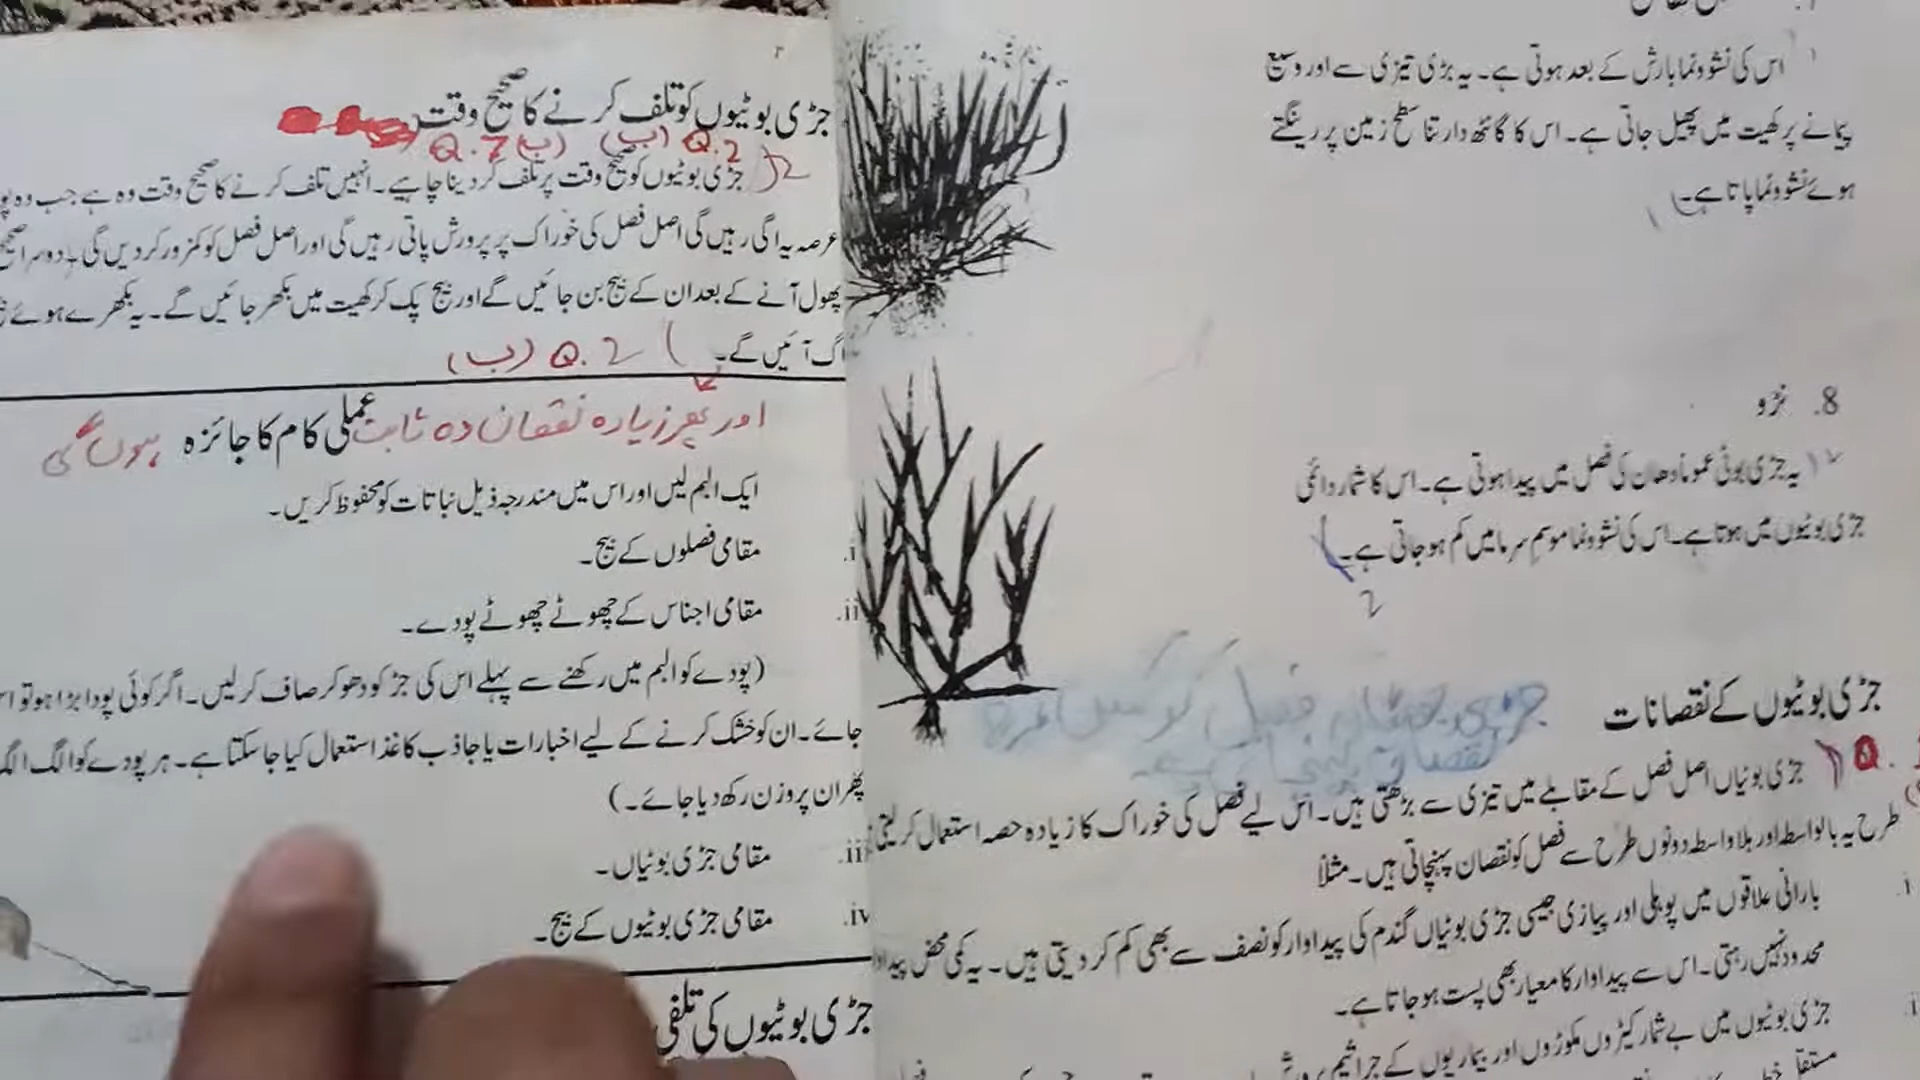 اس کی نشوونما بارش کے بعد ہوتی ہے۔ یہ بڑی تیزی سے اور وسیع
پیمانے پر کھیت میں پھیل جاتی ہے۔ اس کا گانٹھ دار تنا سطح زمین پر رینگتے
ہوئے نشوونما پاتا ہے۔
8. نڑو
یہ جڑی بوٹی عموماً دھان کی فصل میں پیدا ہوتی ہے۔ اس کا شمار دائمی
جڑی بوٹیوں میں ہوتا ہے۔ اس کی نشوونما موسم سرما میں کم ہو جاتی ہے۔
2
جڑی بوٹیوں کے نقصانات
Q.
جڑی بوٹیاں اصل فصل کے مقابلے میں تیزی سے بڑھتی ہیں۔ اس لیے فصل کی خوراک کا زیادہ حصہ استعمال کر لیتی
طرح یہ بالواسطہ اور بلاواسطہ دونوں طرح سے فصل کو نقصان پہنچاتی ہیں۔ مثلاً
بارانی علاقوں میں پوہلی اور پیازی جیسی جڑی بوٹیاں گندم کی پیداوار کو نصف سے بھی کم کر دیتی ہیں۔ یہ کمی محض
محدود نہیں رہتی۔ اس سے پیداوار کا معیار بھی پست ہو جاتا ہے۔
جڑی بوٹیوں میں بے شمار کیڑوں مکوڑوں اور بیماریوں کے جراثیم
جڑی بوٹیوں کو تلف کرنے کا صحیح وقت
Q.2 (ب) Q.7 (ب)
جڑی بوٹیوں کو صحیح وقت پر تلف کر دینا چاہیے۔ انہیں تلف کرنے کا صحیح وقت وہ ہے جب وہ
عرصہ یہ اگی رہیں گی اصل فصل کی خوراک پر پرورش پاتی رہیں گی اور اصل فصل کو کمزور کر دیں گی۔ دوسرا
پھول آنے کے بعد ان کے بیج بن جائیں گے اور بیج پک کر کھیت میں بکھر جائیں گے۔ یہ بکھرے ہوئے
اگ آئیں گے۔ Q.2 (ب)
اور پھر زیادہ نقصان دہ ثابت ہوں گی
عملی کام کا جائزہ
ایک البم لیں اور اس میں مندرجہ ذیل نباتات کو محفوظ کریں۔
i. مقامی فصلوں کے بیج۔
ii. مقامی اجناس کے چھوٹے چھوٹے پودے۔
(پودے کو البم میں رکھنے سے پہلے اس کی جڑ کو دھو کر صاف کر لیں۔ اگر کوئی پودا بڑا ہو تو
جائے۔ ان کو خشک کرنے کے لیے اخبارات یا جاذب کاغذ استعمال کیا جا سکتا ہے۔ ہر پودے کو الگ
پھر ان پر وزن رکھ دیا جائے۔)
iii. مقامی جڑی بوٹیاں۔
iv. مقامی جڑی بوٹیوں کے بیج۔
جڑی بوٹیوں کی تلفی